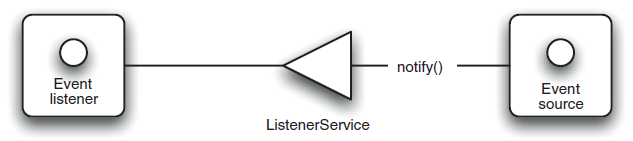 Event
listener
ListenerService
notify()
Event
source